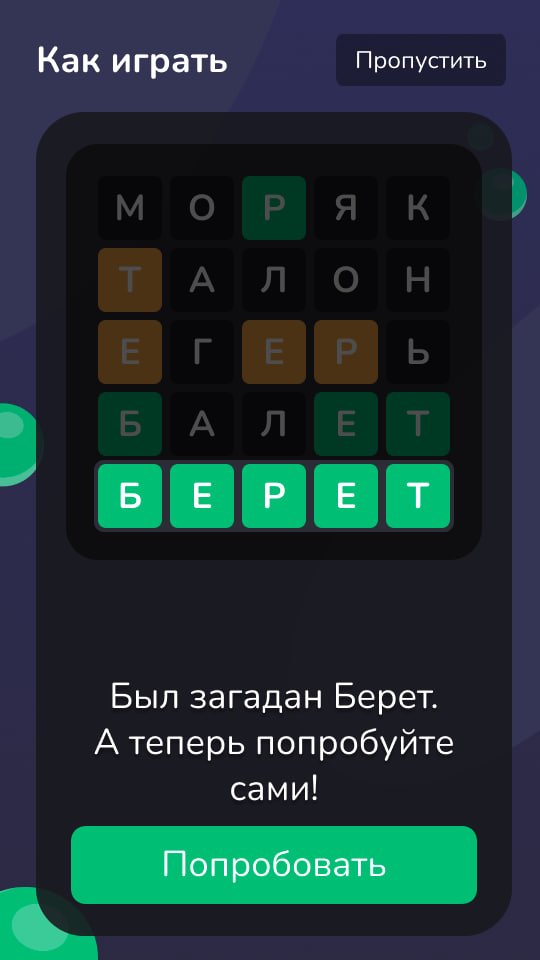 Как играть
Пропустить
М О Р Я К
Т А Л О Н
Е Г Е Р Ь
Б А Л Е Т
Б Е Р Е Т
Был загадан Берет.
А теперь попробуйте
сами!
Попробовать